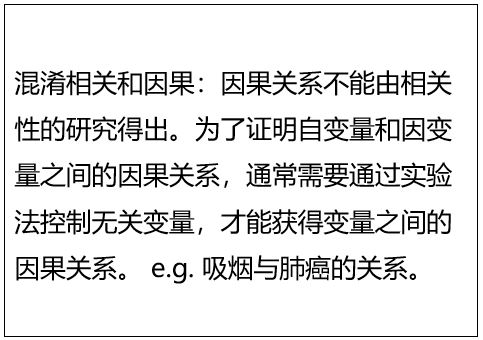 混淆相关和因果：因果关系不能由相关
性的研究得出。为了证明自变量和因变
量之间的因果关系，通常需要通过实验
法控制无关变量，才能获得变量之间的
因果关系。 e.g. 吸烟与肺癌的关系。